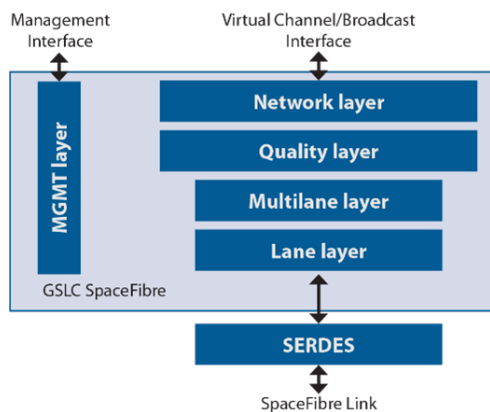 Management
Interface
Virtual Channel/Broadcast
Interface
Network layer
Quality layer
Multilane layer
Lane layer
MGMT layer
GSLC SpaceFibre
SERDES
SpaceFibre Link